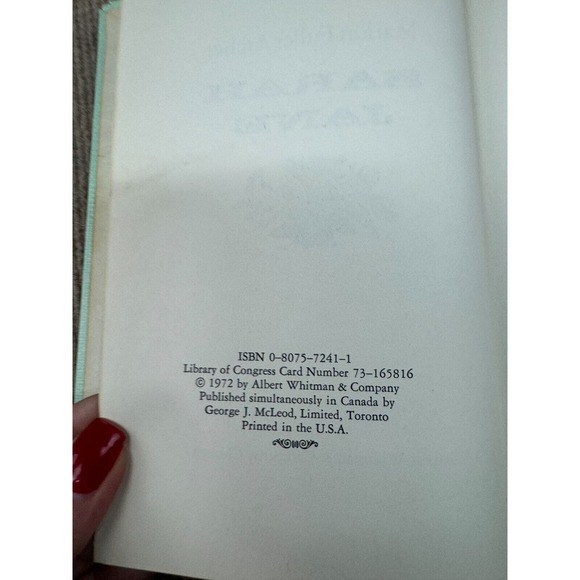 ISBN 0-8075-7241-1
Library of Congress Card Number 73-165816
© 1972 by Albert Whitman & Company
Published simultaneously in Canada by
George J. McLeod, Limited, Toronto
Printed in the U.S.A.